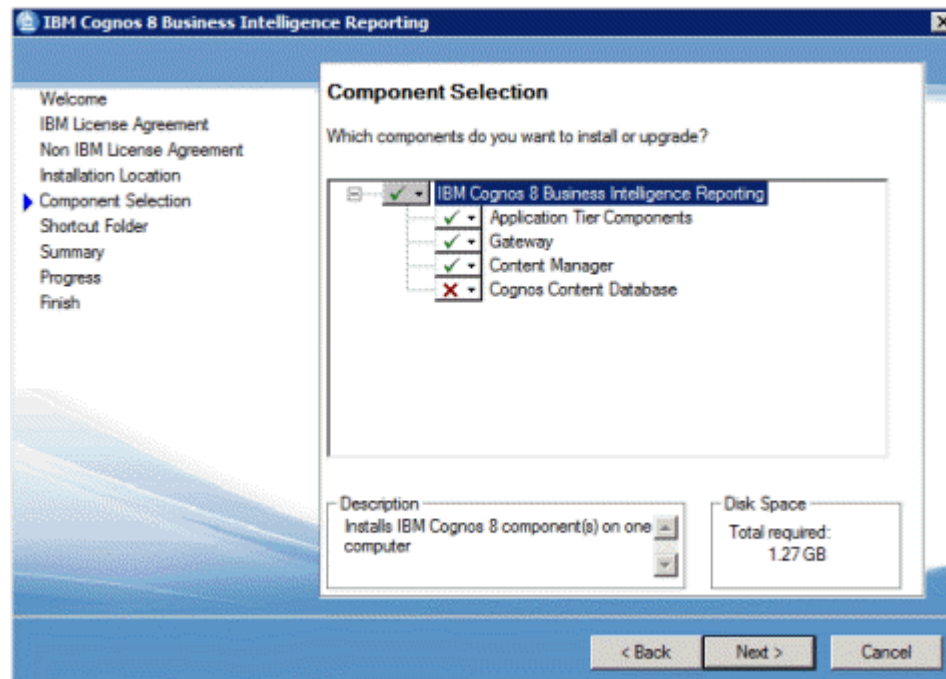 IBM Cognos 8 Business Intelligence Reporting
Welcome
IBM License Agreement
Non IBM License Agreement
Installation Location
Component Selection
Shortcut Folder
Summary
Progress
Finish
Component Selection
Which components do you want to install or upgrade?
IBM Cognos 8 Business Intelligence Reporting
Application Tier Components
Gateway
Content Manager
Cognos Content Database
Description
Installs IBM Cognos 8 component(s) on one
computer
Disk Space
Total required:
1.27 GB
< Back
Next >
Cancel